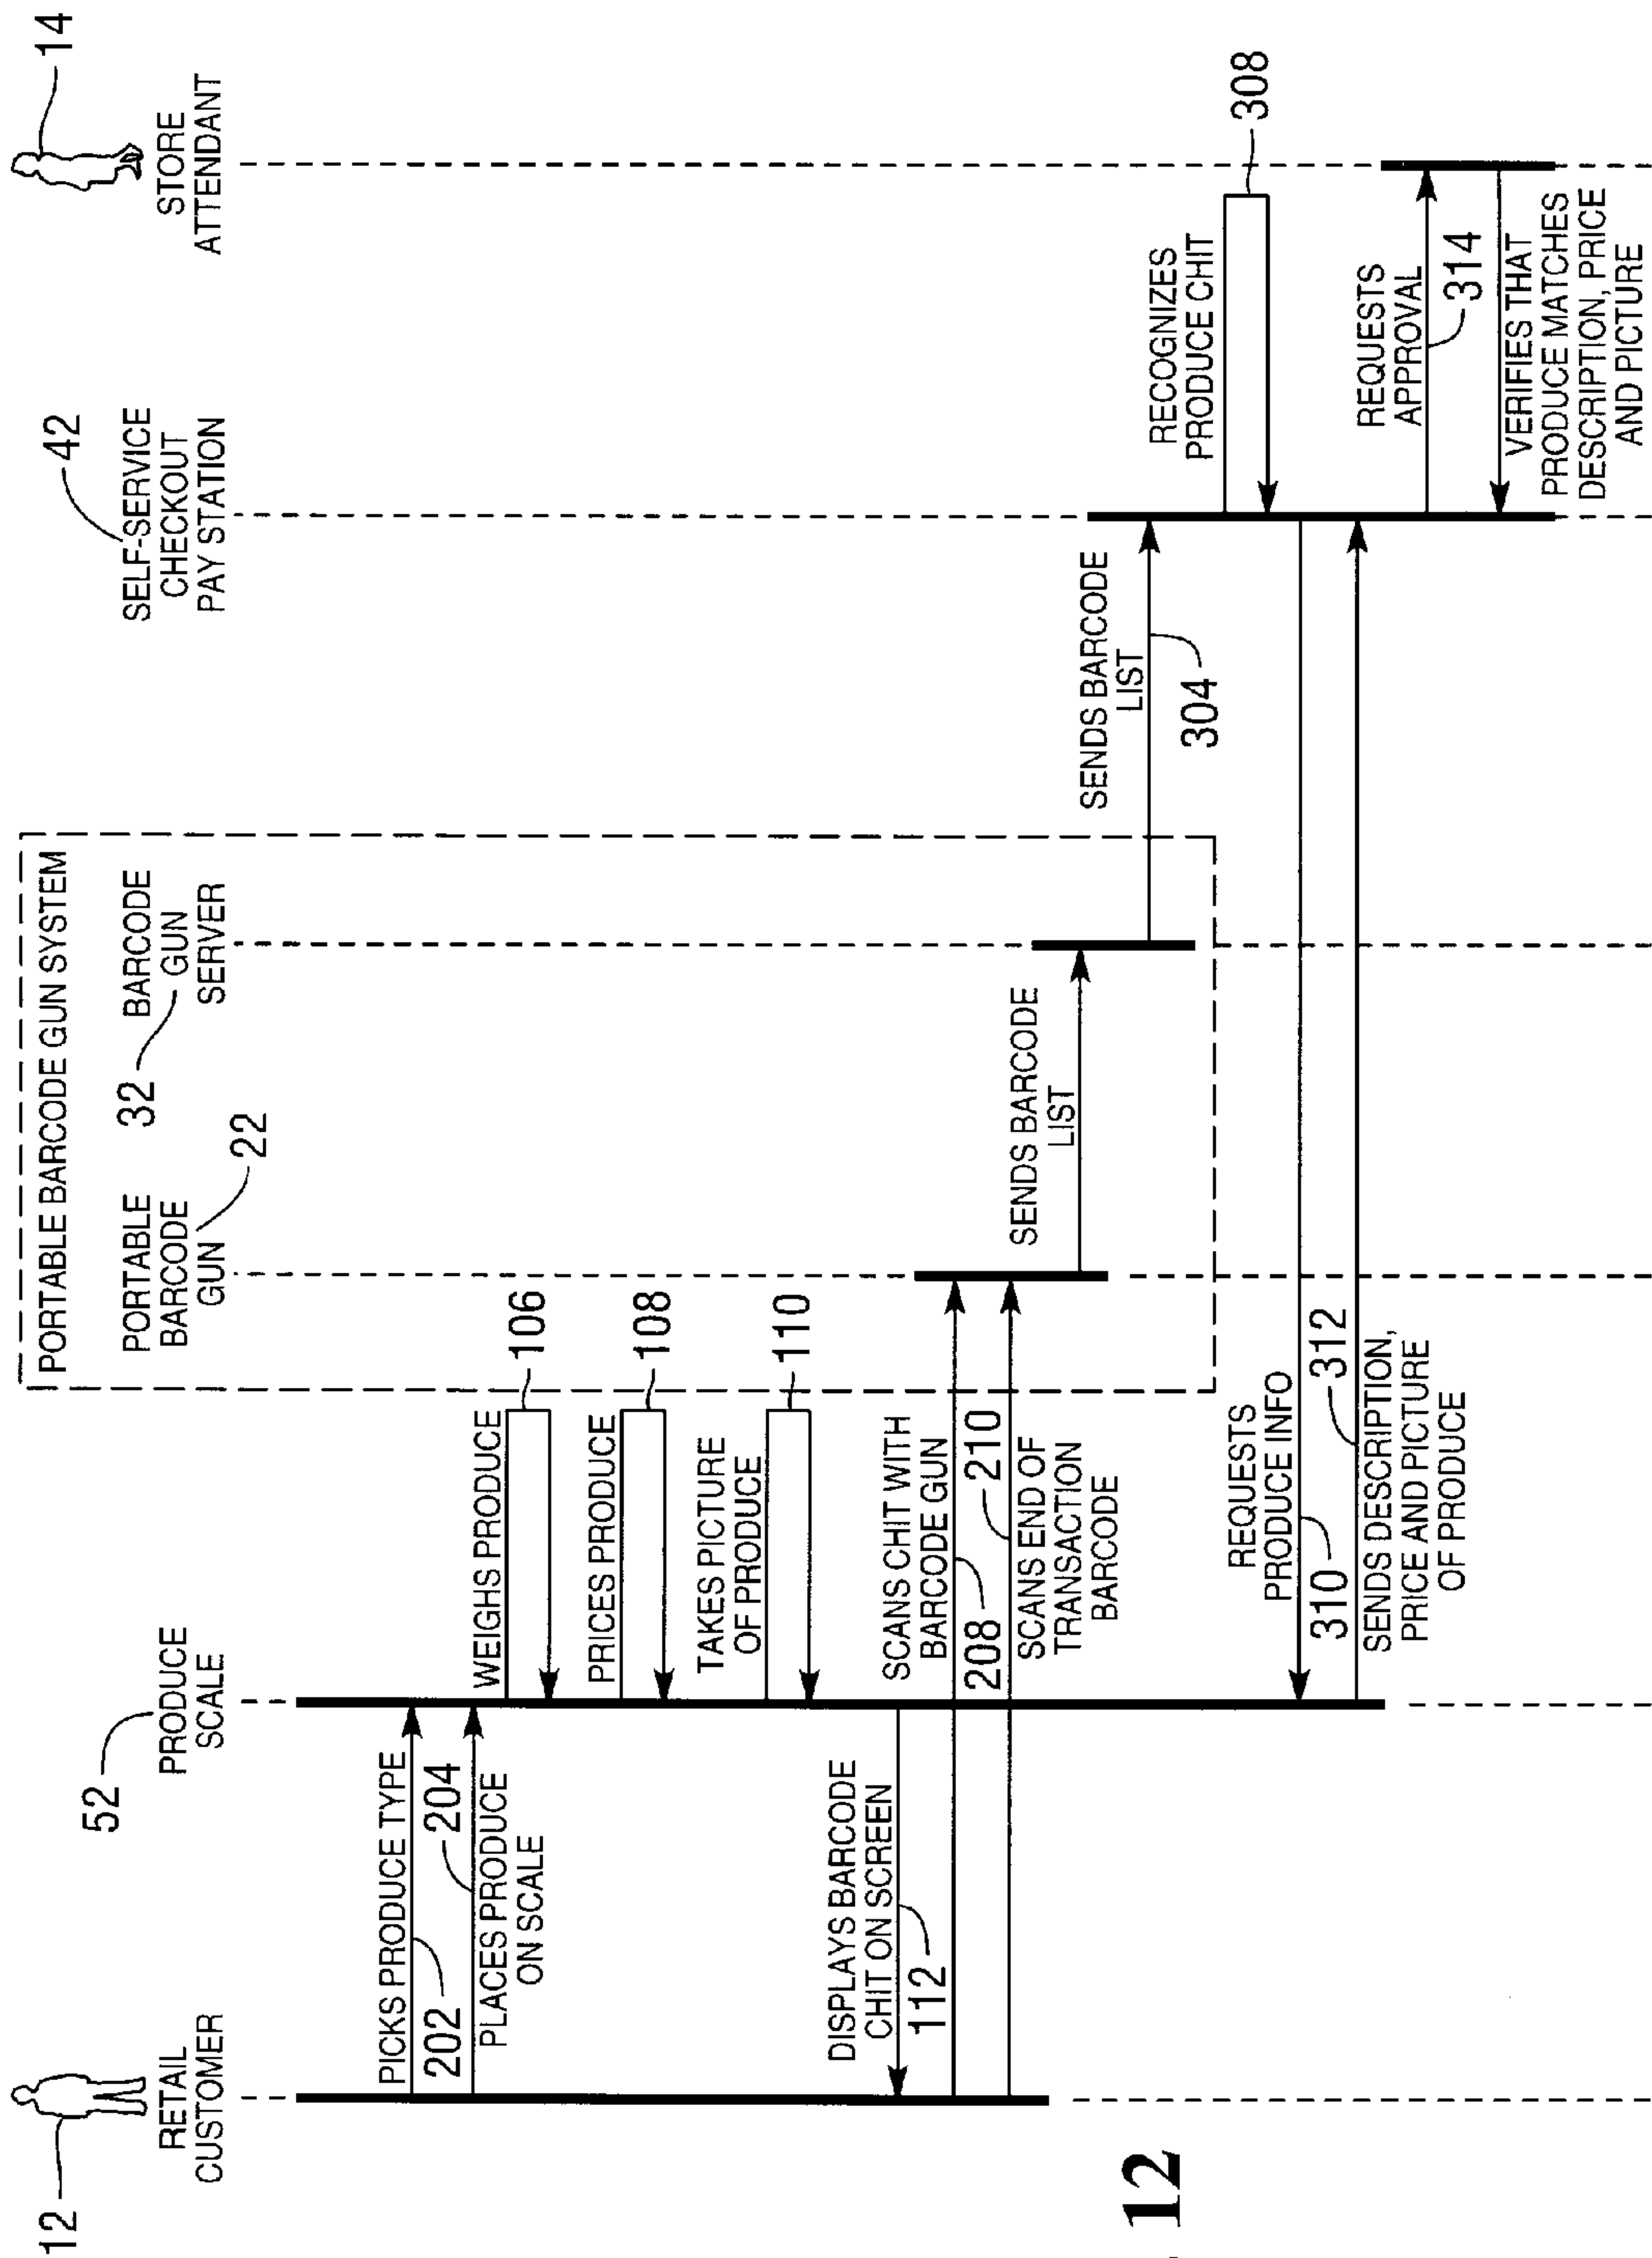 12
RETAIL
CUSTOMER
52
PRODUCE
SCALE
PORTABLE BARCODE GUN SYSTEM
PORTABLE
BARCODE
GUN
22
32
BARCODE
GUN
SERVER
42
SELF-SERVICE
CHECKOUT
PAY STATION
14
STORE
ATTENDANT
PICKS PRODUCE TYPE
202
204
PLACES PRODUCE
ON SCALE
WEIGHS PRODUCE
106
PRICES PRODUCE
108
TAKES PICTURE
OF PRODUCE
110
DISPLAYS BARCODE
CHIT ON SCREEN
112
SCANS CHIT WITH
BARCODE GUN
208
210
SCANS END OF
TRANSACTION
BARCODE
SENDS BARCODE
LIST
SENDS BARCODE
LIST
304
RECOGNIZES
PRODUCE CHIT
308
REQUESTS
PRODUCE INFO
310
312
SENDS DESCRIPTION,
PRICE AND PICTURE
OF PRODUCE
REQUESTS
APPROVAL
314
VERIFIES THAT
PRODUCE MATCHES
DESCRIPTION, PRICE
AND PICTURE
12